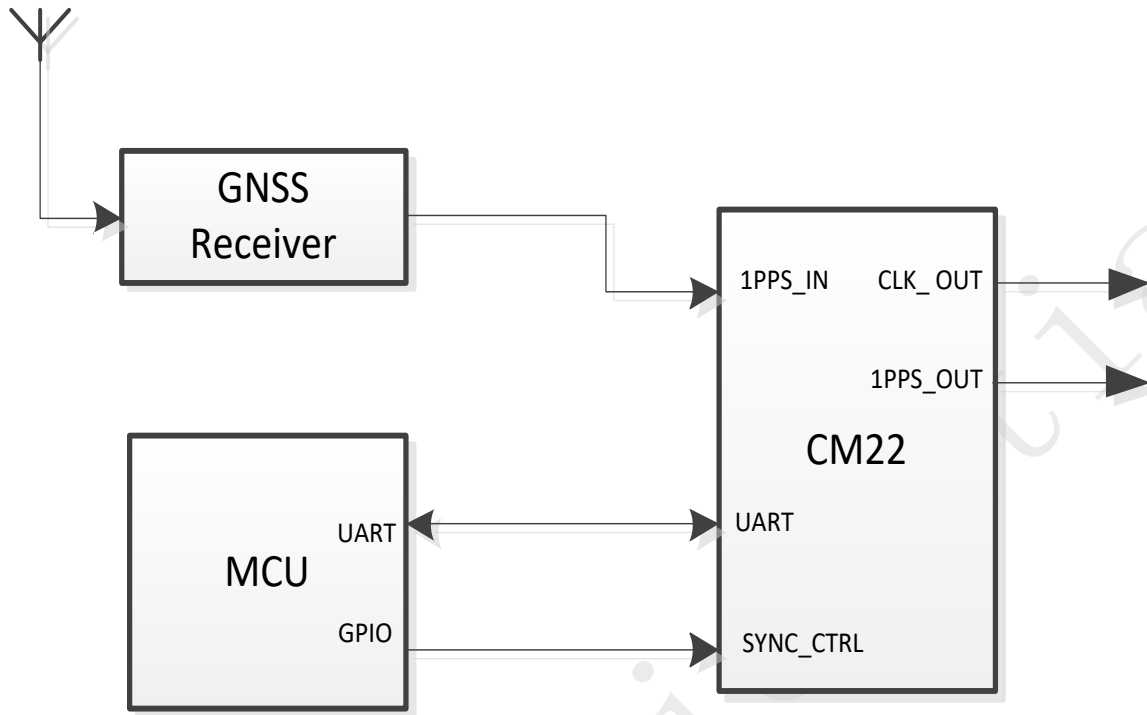 GNSS
Receiver
1PPS_IN
CLK_ OUT
1PPS_OUT
CM22
UART
UART
MCU
GPIO
SYNC_CTRL